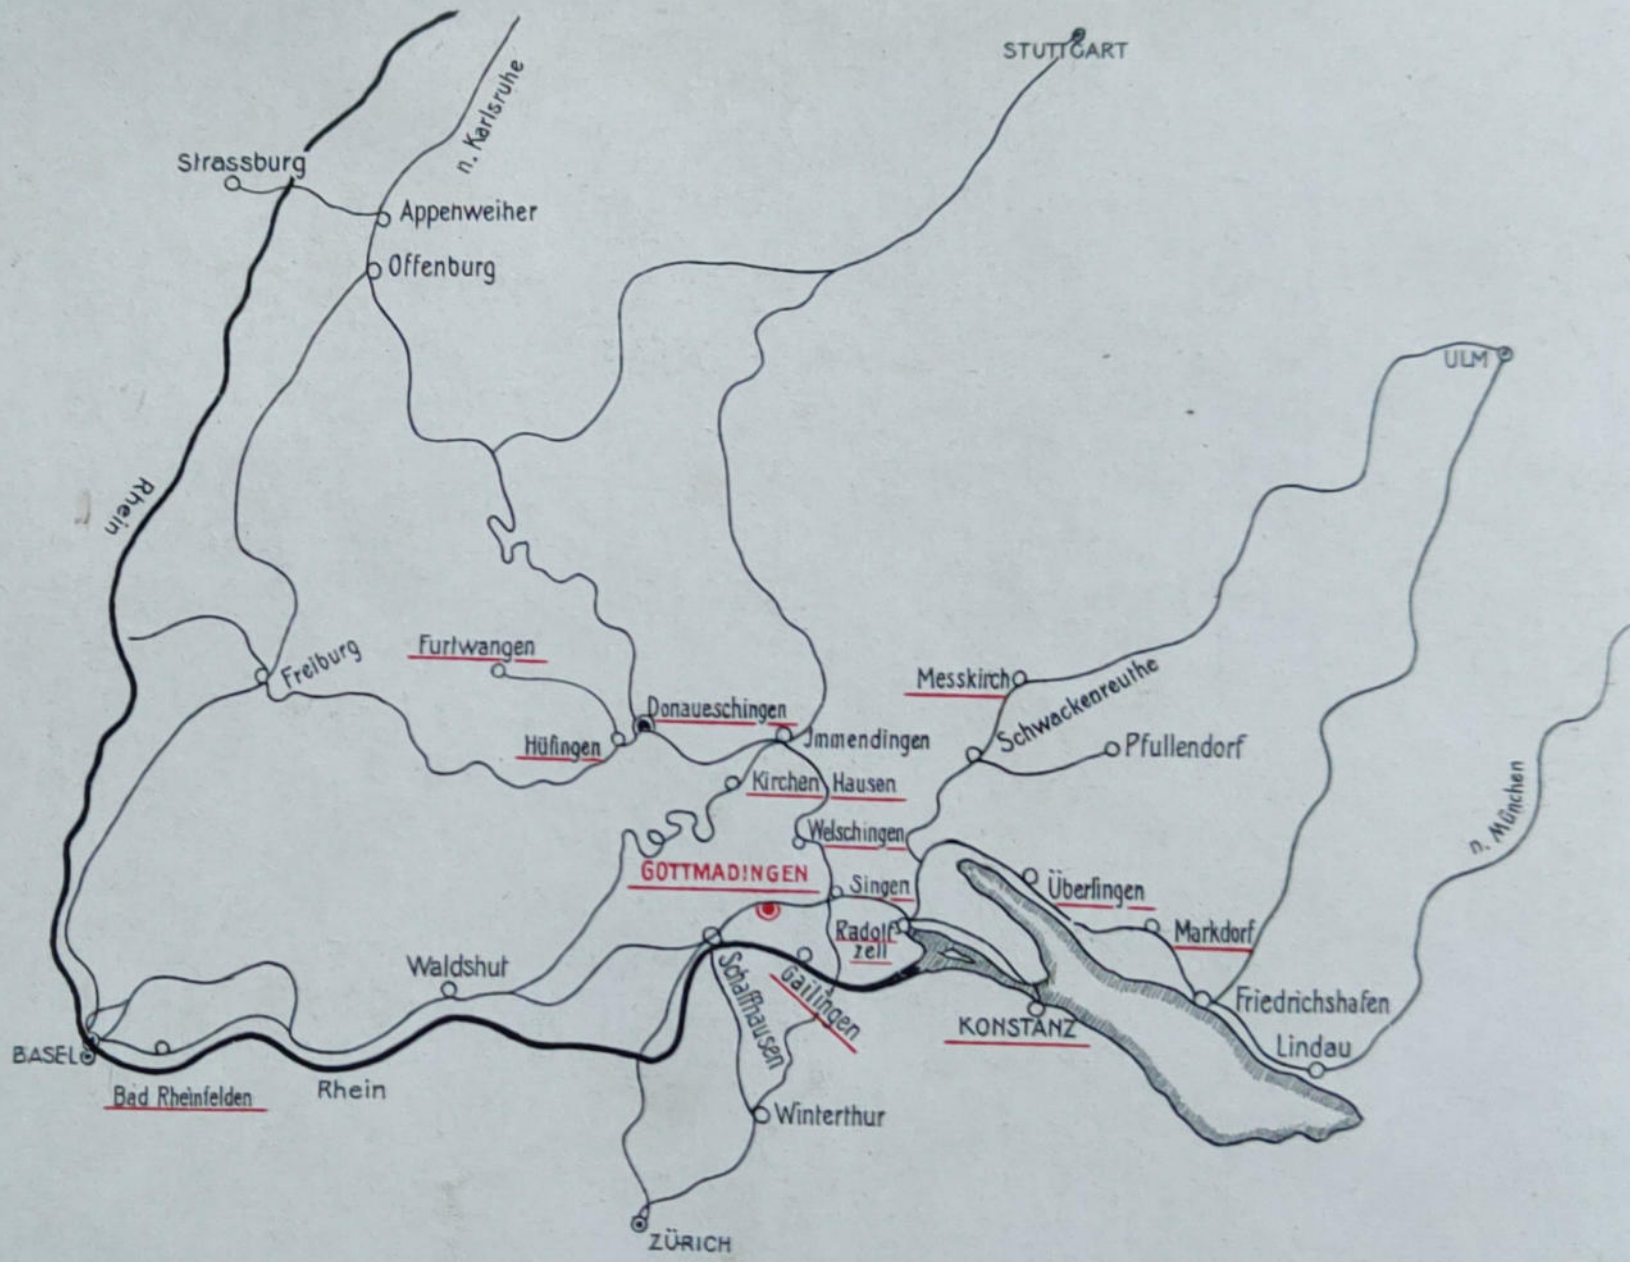 STUTTGART
n. Karlsruhe
Strassburg
Appenweiher
Offenburg
ULM
Rhein
Furtwangen
Freiburg
Messkirch
Schwackenreuthe
Donaueschingen
Hüfingen
Immendingen
Pfullendorf
Kirchen Hausen
n. München
Welschingen
GOTTMADINGEN
Singen
Überlingen
Radolf
zell
Markdorf
Waldshut
Schaffhausen
Gailingen
Friedrichshafen
KONSTANZ
Lindau
BASEL
Bad Rheinfelden
Rhein
Winterthur
ZÜRICH